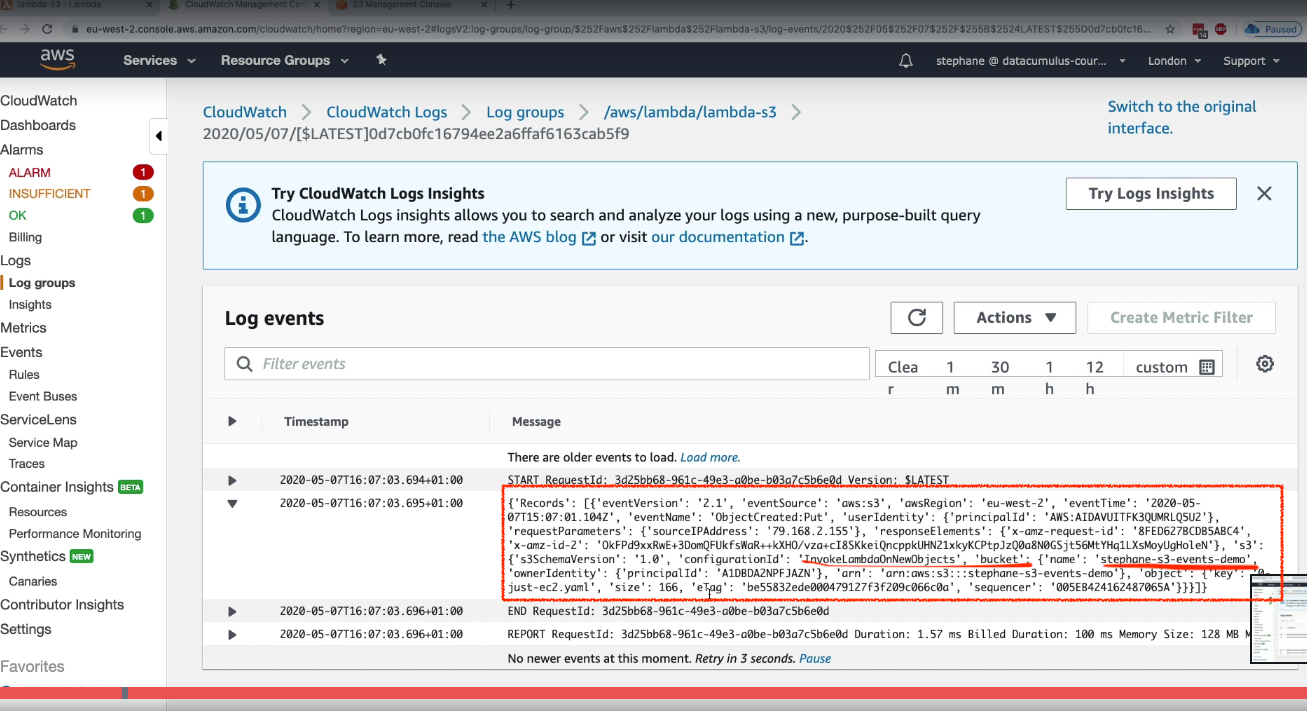 lambda-s3 - Lambda
CloudWatch Management Con
S3 Management Console
eu-west-2.console.aws.amazon.com/cloudwatch/home?region=eu-west-2#logsV2:log-groups/log-group/$252Faws$252Flambda$252Flambda-s3/log-events/2020$252F05$252F07$252F$255B$2524LATEST$255D0d7cb0fc1...
Paused
aws
Services
Resource Groups
stephane @ datacumulus-cour...
London
Support
CloudWatch
Dashboards
Alarms
ALARM 1
INSUFFICIENT 1
OK 1
Billing
Logs
Log groups
Insights
Metrics
Events
Rules
Event Buses
ServiceLens
Service Map
Traces
Container Insights BETA
Resources
Performance Monitoring
Synthetics NEW
Canaries
Contributor Insights
Settings
Favorites
CloudWatch > CloudWatch Logs > Log groups > /aws/lambda/lambda-s3 >
2020/05/07/[$LATEST]0d7cb0fc16794ee2a6ffaf6163cab5f9
Switch to the original
interface.
Try CloudWatch Logs Insights
CloudWatch Logs insights allows you to search and analyze your logs using a new, purpose-built query
language. To learn more, read the AWS blog or visit our documentation.
Try Logs Insights
Log events
Actions
Create Metric Filter
Filter events
Clea
r
1
m
30
m
1
h
12
h
custom
Timestamp
Message
There are older events to load. Load more.
2020-05-07T16:07:03.694+01:00 START RequestId: 3d25bb68-961c-49e3-a0be-b03a7c5b6e0d Version: $LATEST
2020-05-07T16:07:03.695+01:00 {'Records': [{'eventVersion': '2.1', 'eventSource': 'aws:s3', 'awsRegion': 'eu-west-2', 'eventTime': '2020-05-
07T15:07:01.104Z', 'eventName': 'ObjectCreated:Put', 'userIdentity': {'principalId': 'AWS:AIDAVUITFK3QUMRLQ5U2'},
'requestParameters': {'sourceIPAddress': '79.168.2.155'}, 'responseElements': {'x-amz-request-id': '8FED627BCDB5ABC4',
'x-amz-id-2': 'OkFPd9xxRwE+3DomQFUkfsWaR++kXHO/vza+cI8SKkeiQncppkUHN21xkyKCPtpJzQ0a8N0GSjt56MtYHq1LXsMoyUgHoleN'}, 's3':
{'s3SchemaVersion': '1.0', 'configurationId': 'InvokeLambdaOnNewObjects', 'bucket': {'name': 'stephane-s3-events-demo',
'ownerIdentity': {'principalId': 'A1DBDA2NPFJAZN'}, 'arn': 'arn:aws:s3:::stephane-s3-events-demo'}, 'object': {'key': '0-
just-ec2.yaml', 'size': 166, 'eTag': 'be55832ede000479127f3f209c066c0a', 'sequencer': '005EB424162487065A'}}}]}
2020-05-07T16:07:03.696+01:00 END RequestId: 3d25bb68-961c-49e3-a0be-b03a7c5b6e0d
2020-05-07T16:07:03.696+01:00 REPORT RequestId: 3d25bb68-961c-49e3-a0be-b03a7c5b6e0d Duration: 1.57 ms Billed Duration: 100 ms Memory Size: 128 MB M
No newer events at this moment. Retry in 3 seconds. Pause